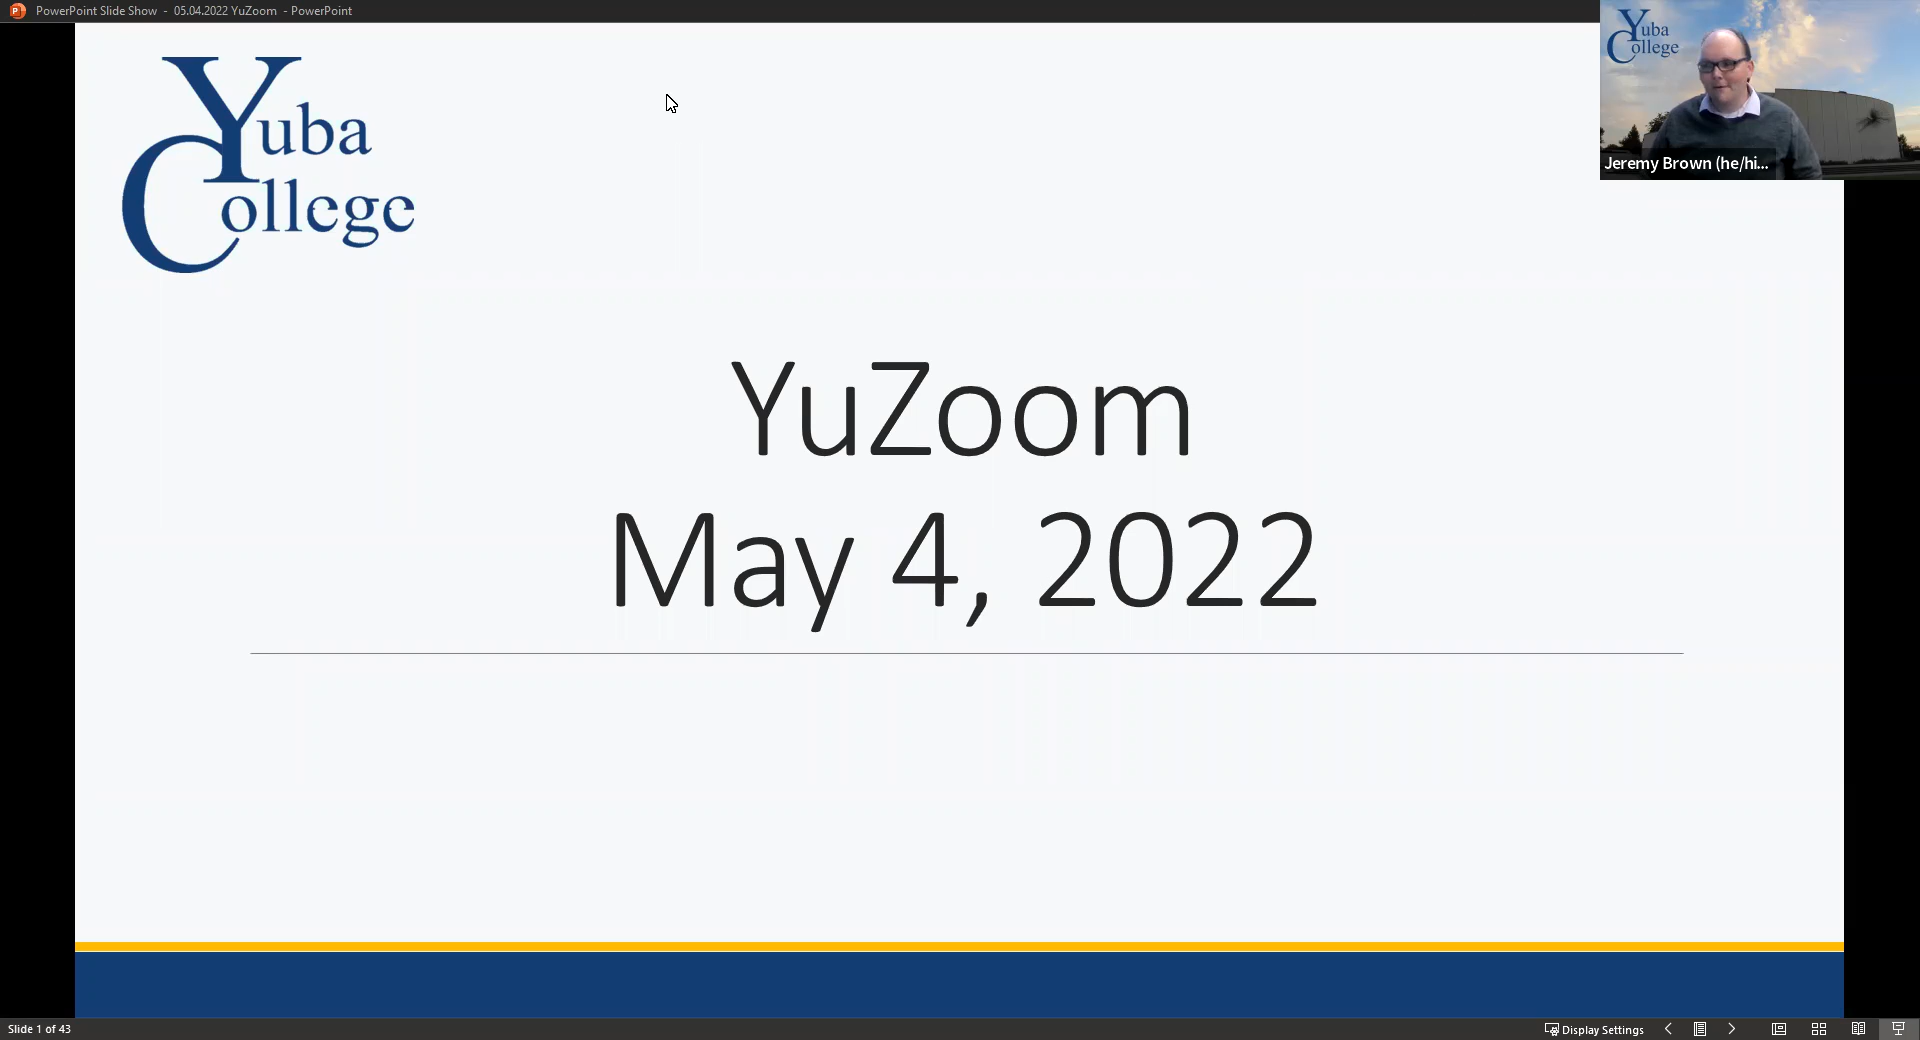 PowerPoint Slide Show - 05.04.2022 YuZoom - PowerPoint
Yuba
College
Yuba
College
Jeremy Brown (he/hi...
YuZoom
May 4, 2022
Slide 1 of 43
Display Settings